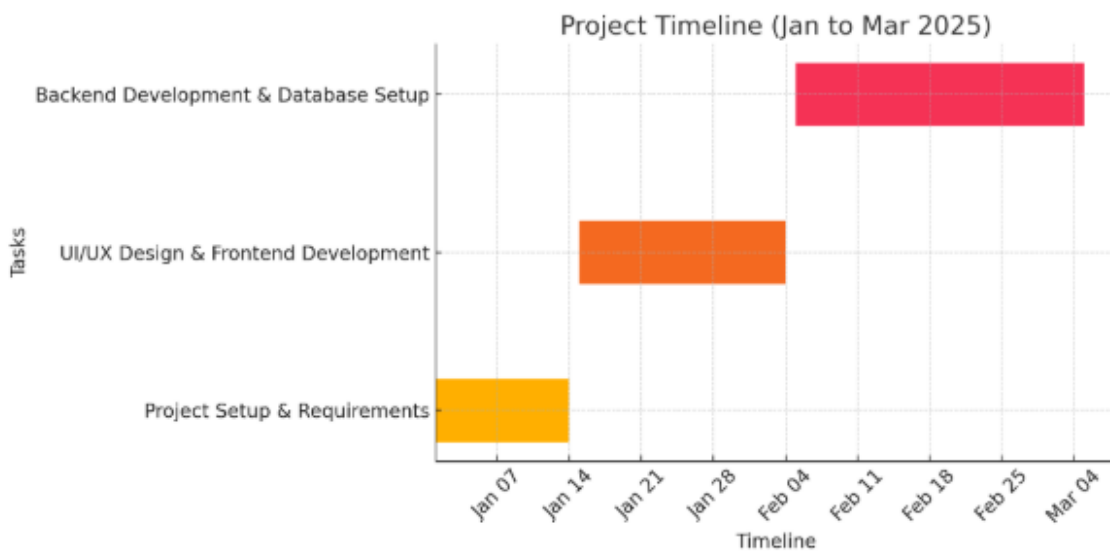 Project Timeline (Jan to Mar 2025)
Backend Development & Database Setup
UI/UX Design & Frontend Development
Project Setup & Requirements
Tasks
Jan 07
Jan 14
Jan 21
Jan 28
Feb 04
Feb 11
Feb 18
Feb 25
Mar 04
Timeline